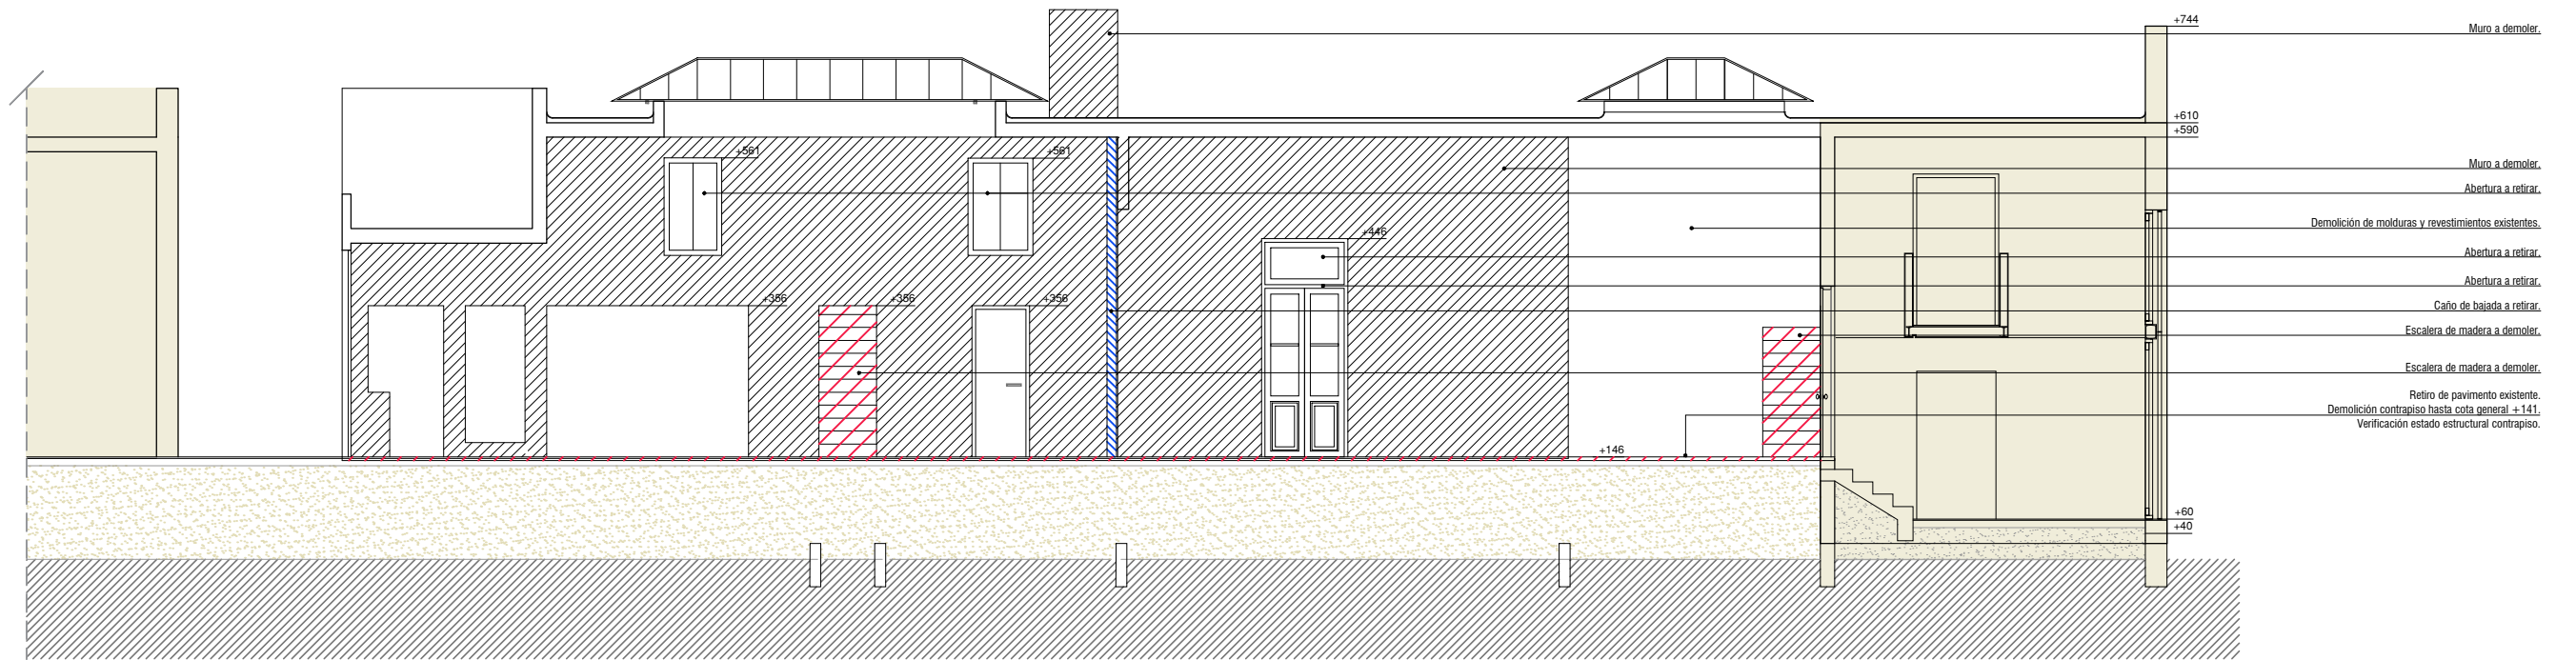 +744
Muro a demoler.
+610
+590
+561
+561
Muro a demoler.
Abertura a retirar.
Demolición de molduras y revestimientos existentes.
+446
Abertura a retirar.
Abertura a retirar.
+356
+356
+356
Caño de bajada a retirar.
Escalera de madera a demoler.
Escalera de madera a demoler.
Retiro de pavimento existente.
Demolición contrapiso hasta cota general +141.
Verificación estado estructural contrapiso.
+146
+60
+40